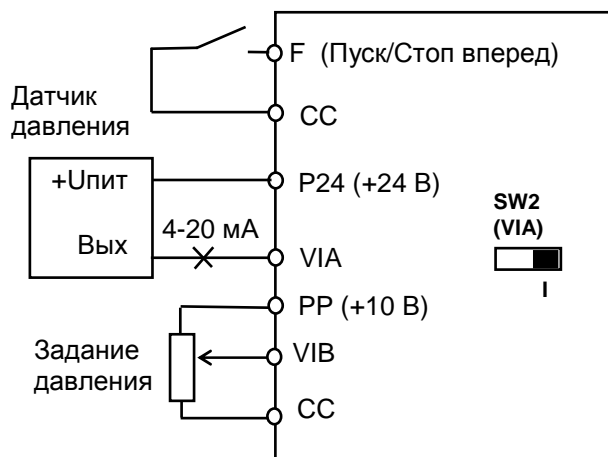 F (Пуск/Стоп вперед)
Датчик
давления
CC
+Uпит
P24 (+24 В)
SW2
(VIA)
Вых
4-20 мА
VIA
I
PP (+10 В)
Задание
давления
VIB
CC